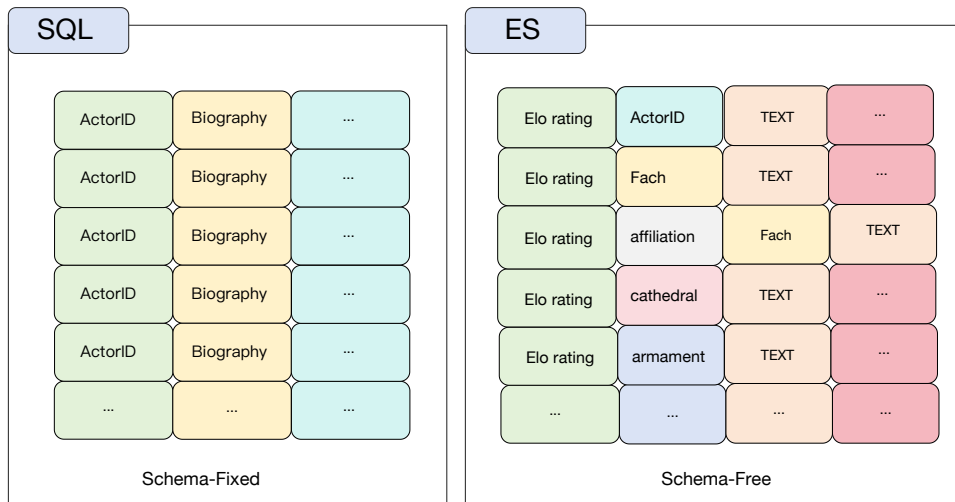 SQL
ActorID Biography ...
ActorID Biography ...
ActorID Biography ...
ActorID Biography ...
ActorID Biography ...
... ... ...
Schema-Fixed
ES
Elo rating ActorID TEXT ...
Elo rating Fach TEXT ...
Elo rating affiliation Fach TEXT
Elo rating cathedral TEXT ...
Elo rating armament TEXT ...
... ... ... ...
Schema-Free